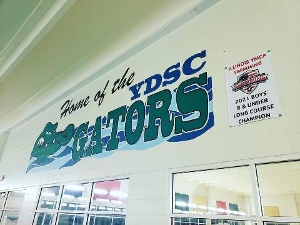 Home of the
YDSC
GATORS
ILLINOIS YMCA
SWIMMING
2021 BOYS'
8 & UNDER
LONG COURSE
CHAMPION